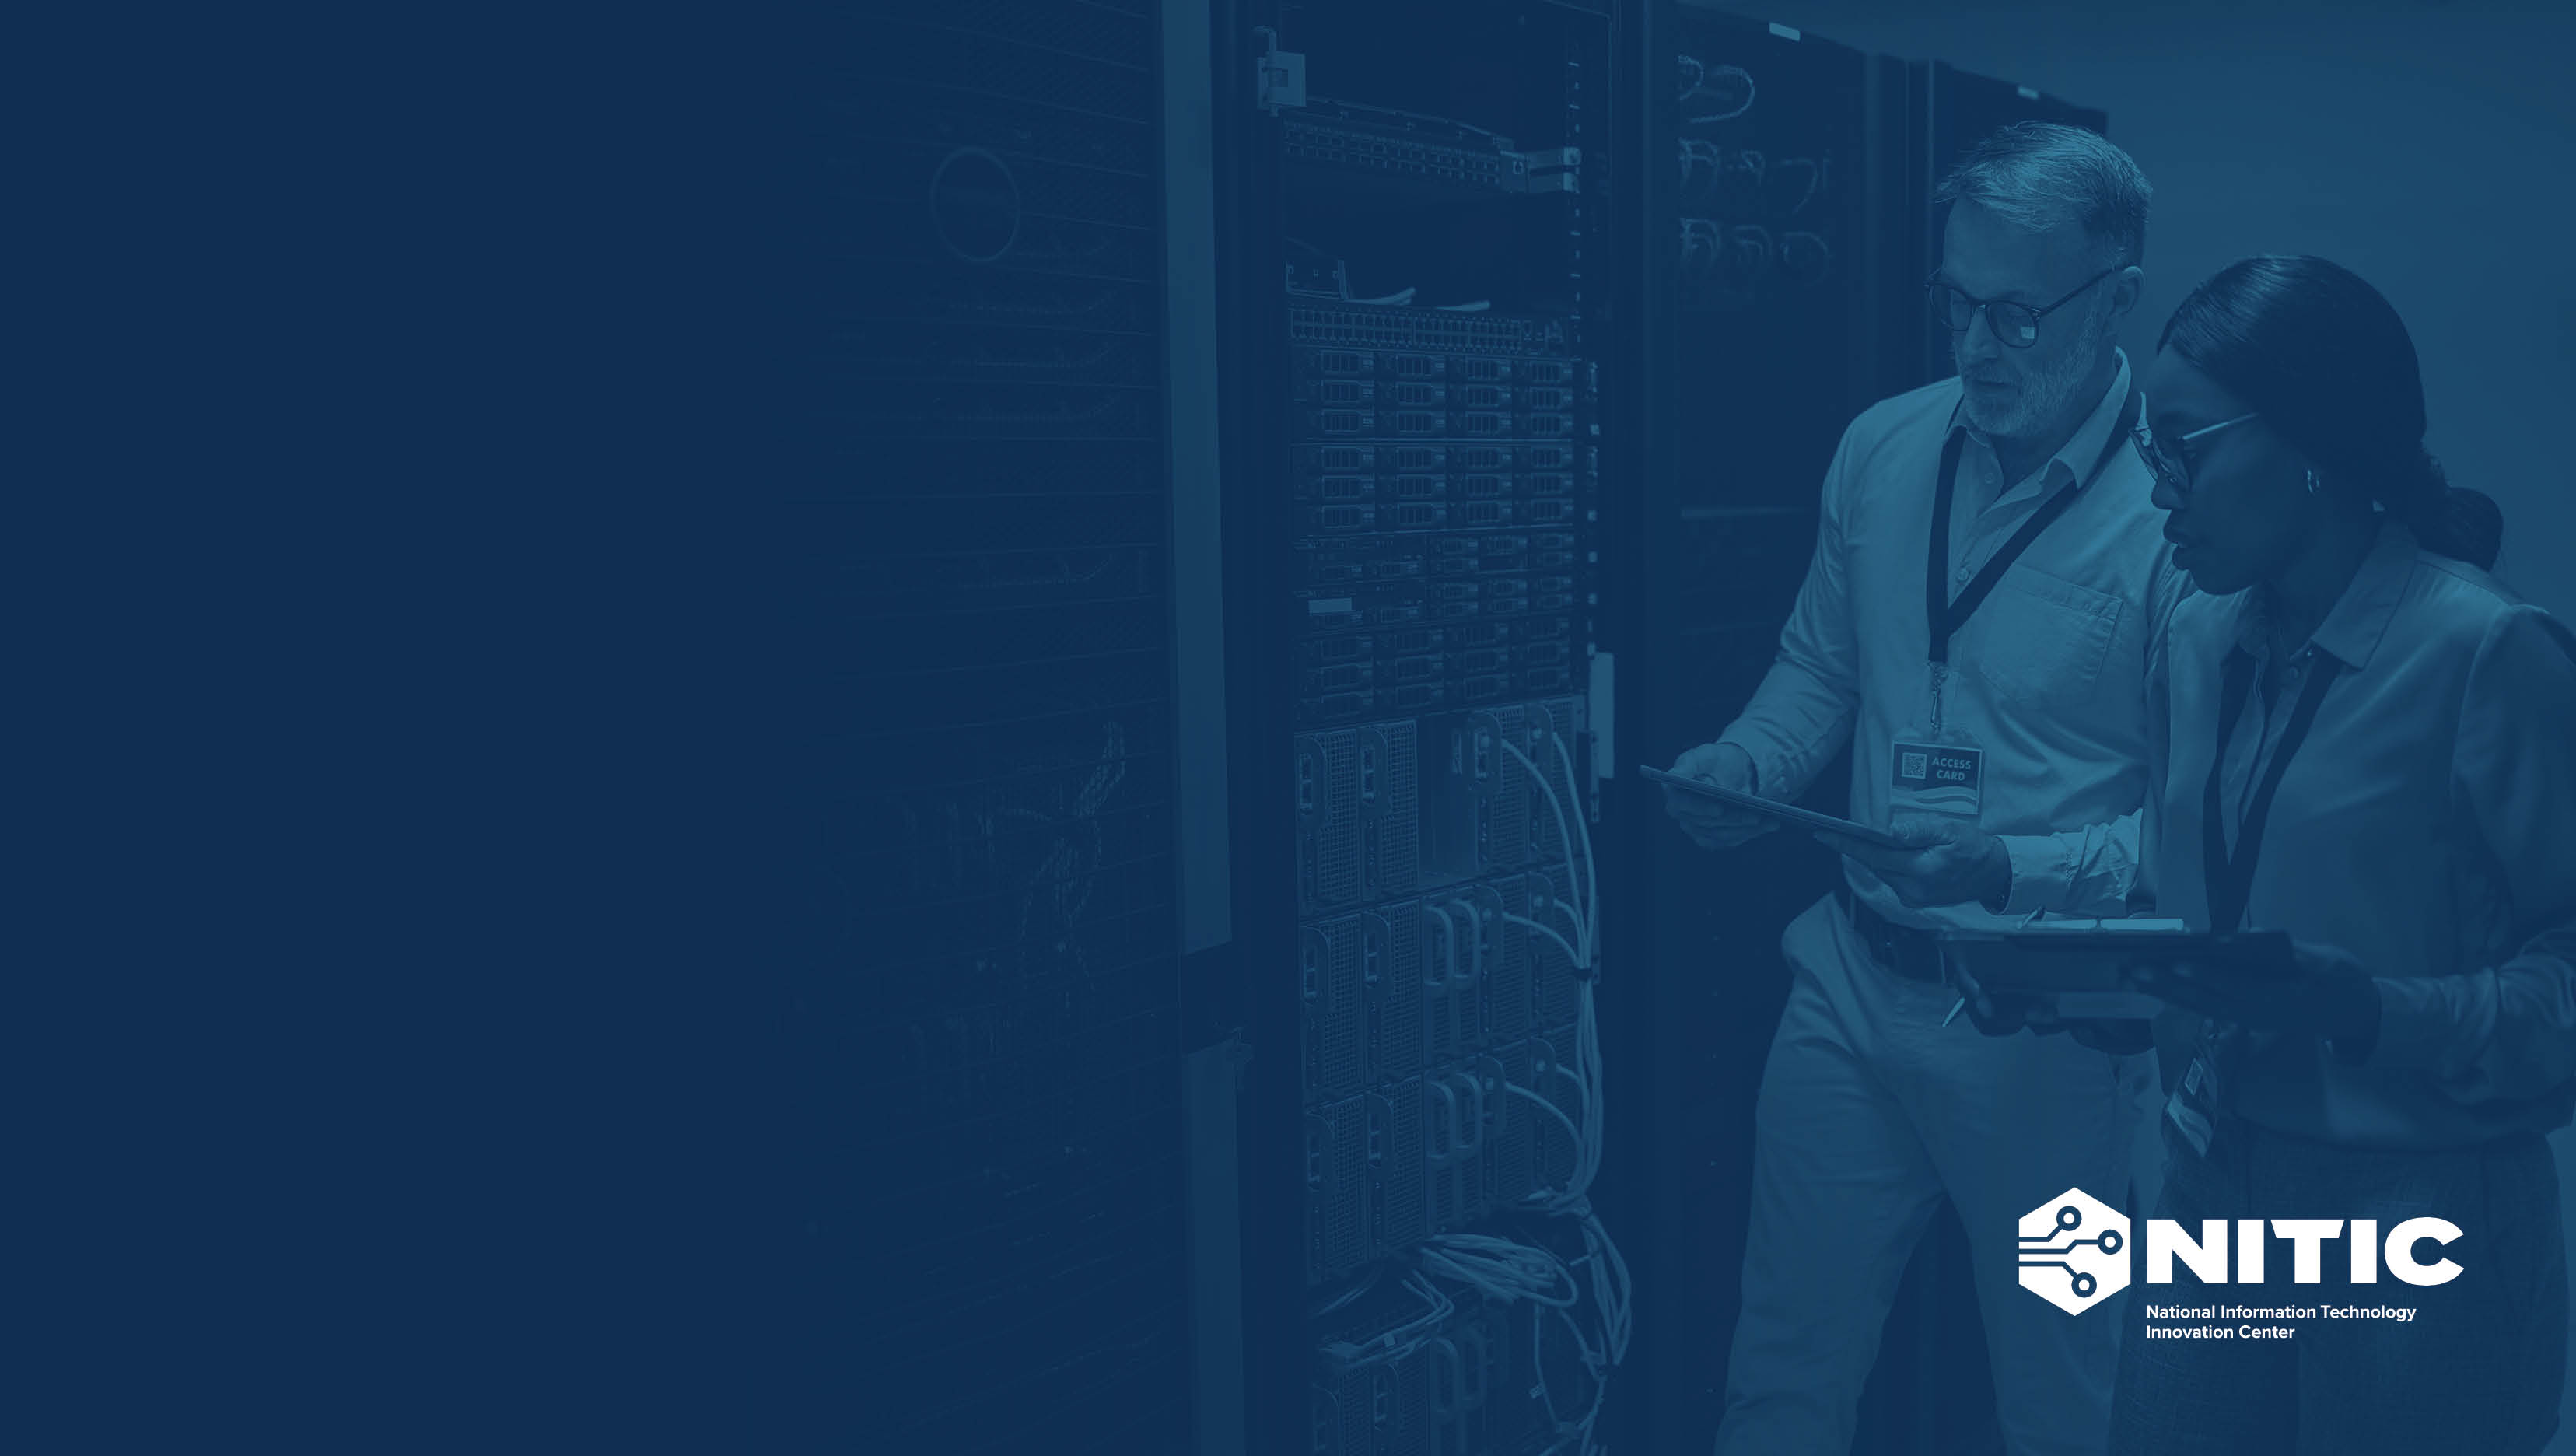 ACCESS
CARD
NITIC
National Information Technology
Innovation Center